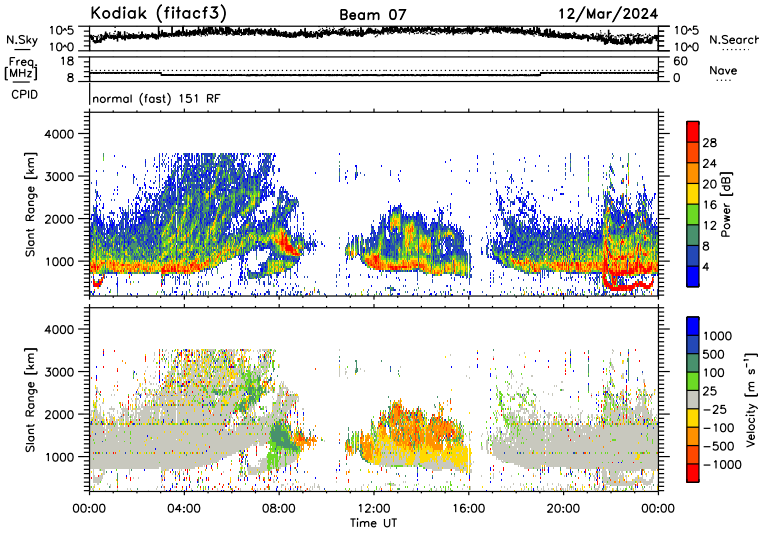 Kodiak (fitacf3) Beam 07 12/Mar/2024
N.Sky 10^5 10^0 10^5 10^0 N.Search
Freq. [MHz] 18 8 60 0 Nave
CPID normal (fast) 151 RF
Slant Range [km] 4000 3000 2000 1000
Power [dB] 28 24 20 16 12 8 4
Slant Range [km] 4000 3000 2000 1000
Velocity [m s⁻¹] 1000 500 100 25 −25 −100 −500 −1000
00:00 04:00 08:00 12:00 16:00 20:00 00:00
Time UT